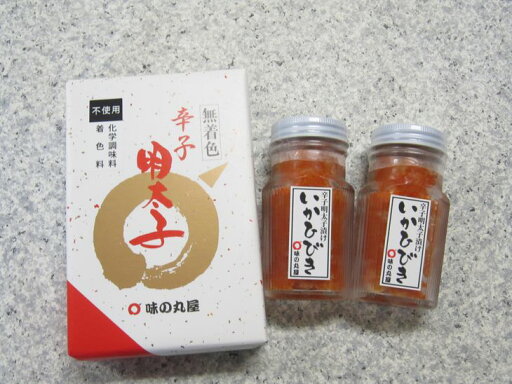 無着色
辛子
明太子
不使用
化学調味料
着色料
味の丸屋
辛子明太子漬け
いかひびき
味の丸屋
辛子明太子漬け
いかひびき
味の丸屋